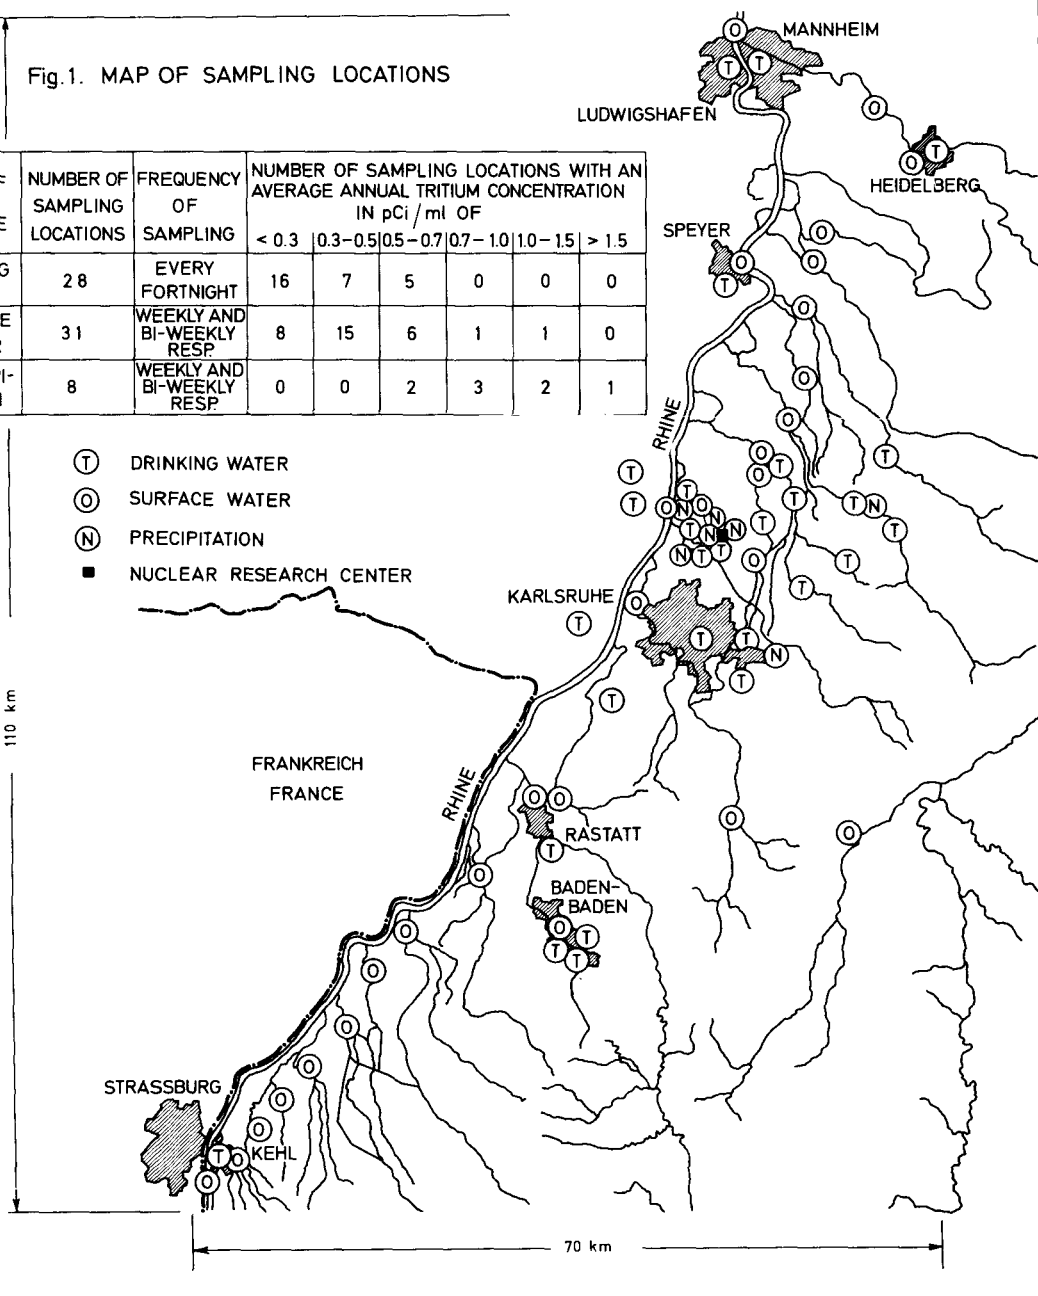 Fig.1. MAP OF SAMPLING LOCATIONS
NUMBER OF SAMPLING LOCATIONS
FREQUENCY OF SAMPLING
NUMBER OF SAMPLING LOCATIONS WITH AN
AVERAGE ANNUAL TRITIUM CONCENTRATION
IN pCi/ml OF
< 0.3 0.3-0.5 0.5-0.7 0.7-1.0 1.0-1.5 > 1.5
G 28 EVERY FORTNIGHT 16 7 5 0 0 0
E 31 WEEKLY AND BI-WEEKLY RESP. 8 15 6 1 1 0
8 WEEKLY AND BI-WEEKLY RESP. 0 0 2 3 2 1
T DRINKING WATER
O SURFACE WATER
N PRECIPITATION
NUCLEAR RESEARCH CENTER
MANNHEIM
LUDWIGSHAFEN
HEIDELBERG
SPEYER
RHINE
KARLSRUHE
FRANKREICH
FRANCE
RHINE
RASTATT
BADEN-
BADEN
STRASSBURG
KEHL
110 km
70 km